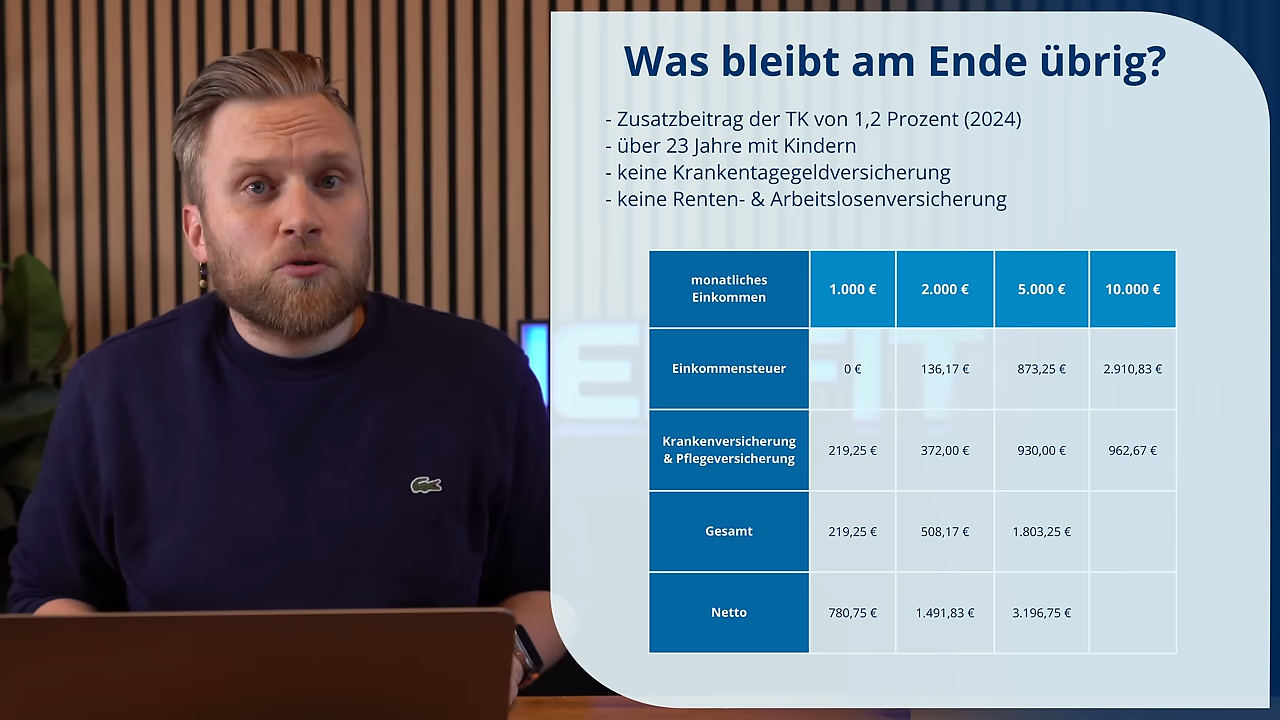 Was bleibt am Ende übrig?
- Zusatzbeitrag der TK von 1,2 Prozent (2024)
- über 23 Jahre mit Kindern
- keine Krankentagegeldversicherung
- keine Renten- & Arbeitslosenversicherung
monatliches
Einkommen
1.000 € 2.000 € 5.000 € 10.000 €
Einkommensteuer 0 € 136,17 € 873,25 € 2.910,83 €
Krankenversicherung
& Pflegeversicherung
219,25 € 372,00 € 930,00 € 962,67 €
Gesamt 219,25 € 508,17 € 1.803,25 €
Netto 780,75 € 1.491,83 € 3.196,75 €